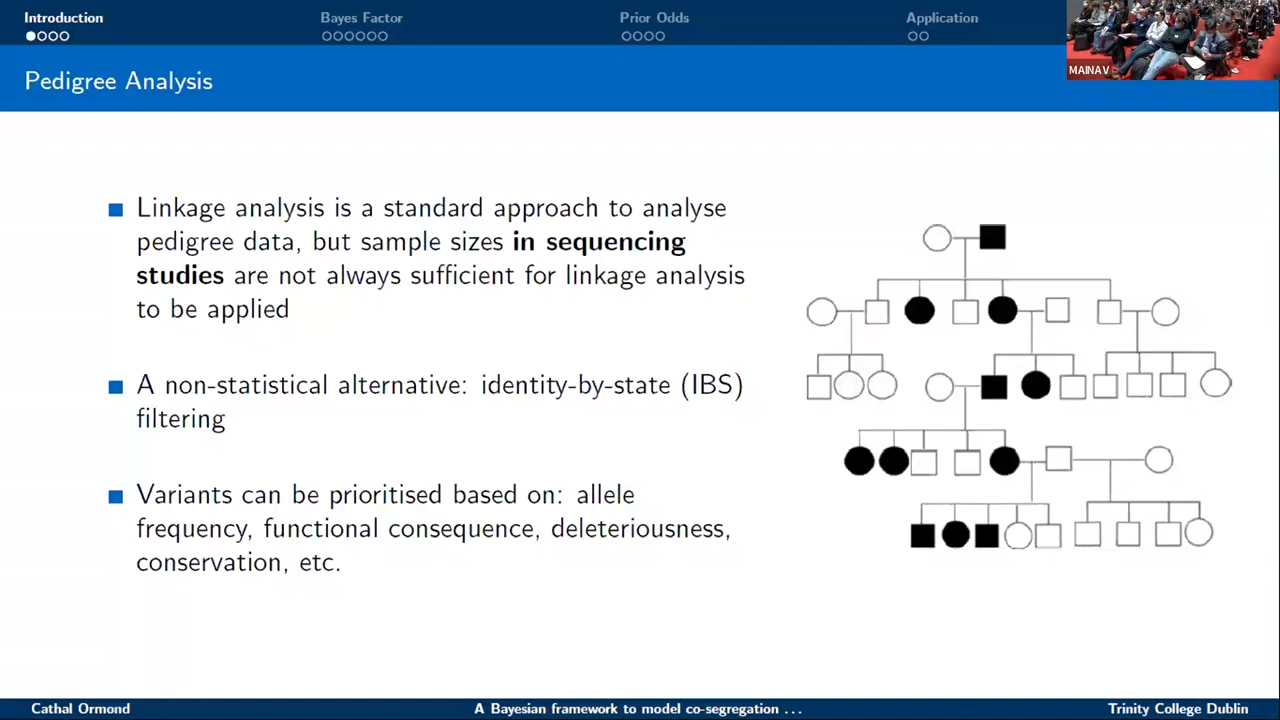 Introduction
Bayes Factor
Prior Odds
Application
MAINAV
Pedigree Analysis
Linkage analysis is a standard approach to analyse
pedigree data, but sample sizes in sequencing
studies are not always sufficient for linkage analysis
to be applied
A non-statistical alternative: identity-by-state (IBS)
filtering
Variants can be prioritised based on: allele
frequency, functional consequence, deleteriousness,
conservation, etc.
Cathal Ormond
A Bayesian framework to model co-segregation ...
Trinity College Dublin